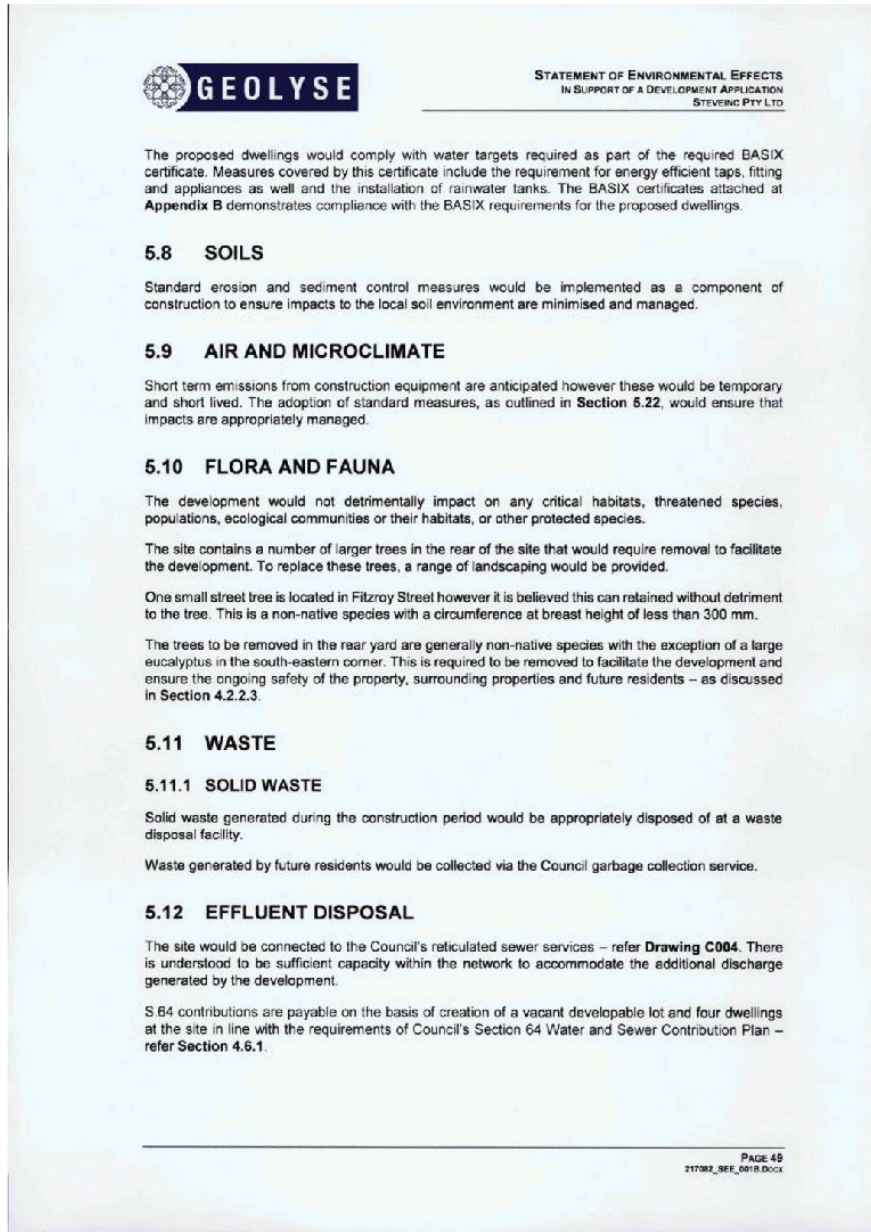 GEOLYSE
STATEMENT OF ENVIRONMENTAL EFFECTS
IN SUPPORT OF A DEVELOPMENT APPLICATION
STEVEINC PTY LTD
The proposed dwellings would comply with water targets required as part of the required BASIX
certificate. Measures covered by this certificate include the requirement for energy efficient taps, fitting
and appliances as well and the installation of rainwater tanks. The BASIX certificates attached at
Appendix B demonstrates compliance with the BASIX requirements for the proposed dwellings.
5.8 SOILS
Standard erosion and sediment control measures would be implemented as a component of
construction to ensure impacts to the local soil environment are minimised and managed.
5.9 AIR AND MICROCLIMATE
Short term emissions from construction equipment are anticipated however these would be temporary
and short lived. The adoption of standard measures, as outlined in Section 5.22, would ensure that
impacts are appropriately managed.
5.10 FLORA AND FAUNA
The development would not detrimentally impact on any critical habitats, threatened species,
populations, ecological communities or their habitats, or other protected species.
The site contains a number of larger trees in the rear of the site that would require removal to facilitate
the development. To replace these trees, a range of landscaping would be provided.
One small street tree is located in Fitzroy Street however it is believed this can retained without detriment
to the tree. This is a non-native species with a circumference at breast height of less than 300 mm.
The trees to be removed in the rear yard are generally non-native species with the exception of a large
eucalyptus in the south-eastern corner. This is required to be removed to facilitate the development and
ensure the ongoing safety of the property, surrounding properties and future residents – as discussed
in Section 4.2.2.3.
5.11 WASTE
5.11.1 SOLID WASTE
Solid waste generated during the construction period would be appropriately disposed of at a waste
disposal facility.
Waste generated by future residents would be collected via the Council garbage collection service.
5.12 EFFLUENT DISPOSAL
The site would be connected to the Council's reticulated sewer services – refer Drawing C004. There
is understood to be sufficient capacity within the network to accommodate the additional discharge
generated by the development.
S.64 contributions are payable on the basis of creation of a vacant developable lot and four dwellings
at the site in line with the requirements of Council's Section 64 Water and Sewer Contribution Plan –
refer Section 4.6.1.
PAGE 49
217082_SEE_001B.DOCX